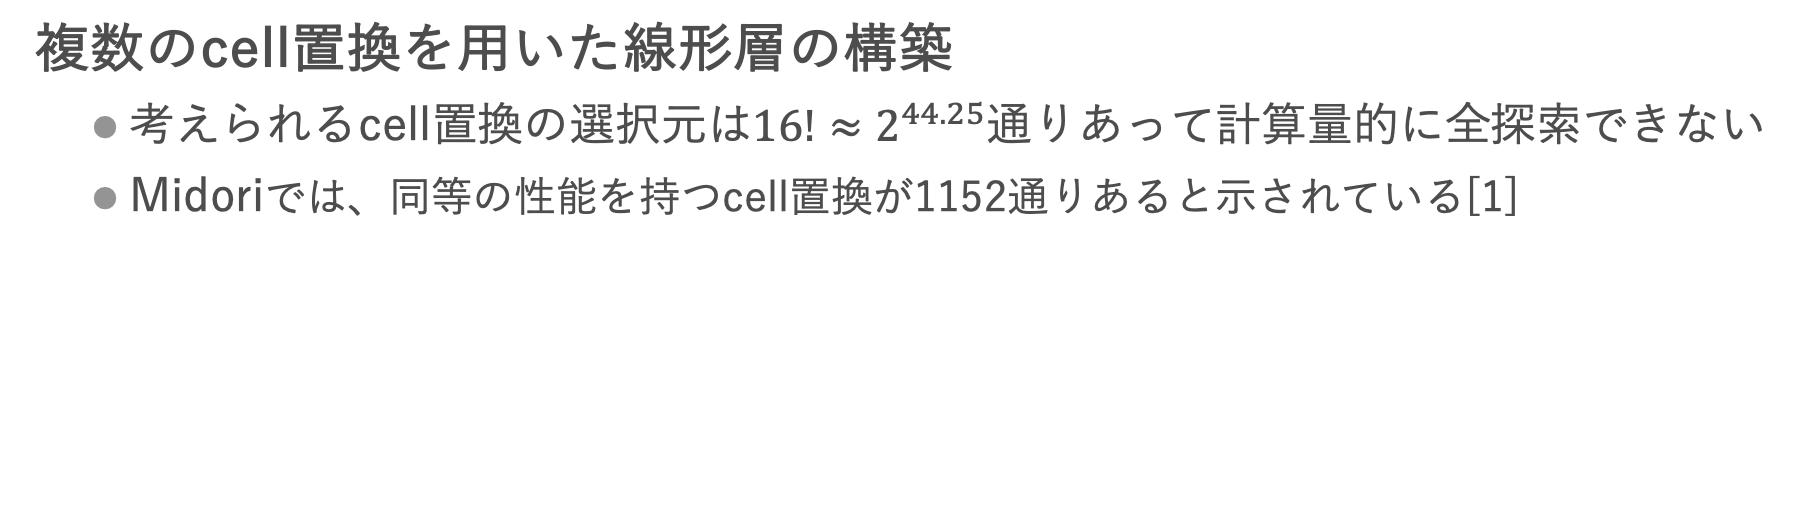 複数のcell置換を用いた線形層の構築
● 考えられるcell置換の選択元は16! ≈ 2^44.25通りあって計算量的に全探索できない
● Midoriでは、同等の性能を持つcell置換が1152通りあると示されている[1]